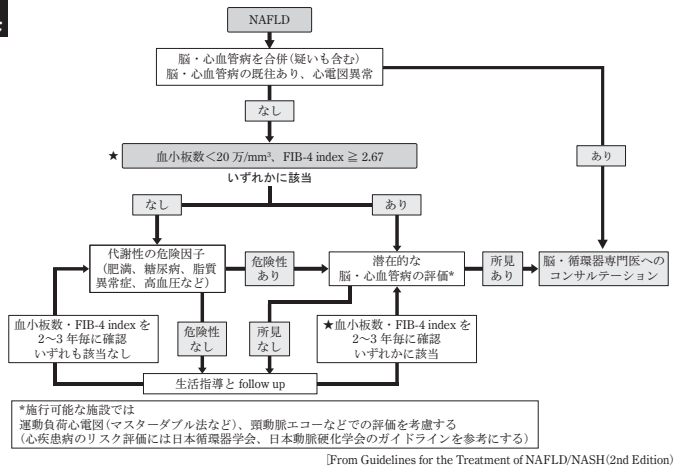 NAFLD
脳・心血管病を合併(疑いも含む)
脳・心血管病の既往あり、心電図異常
なし
あり
★ 血小板数<20 万/mm³、FIB-4 index ≧ 2.67
いずれかに該当
なし
あり
代謝性の危険因子
(肥満、糖尿病、脂質
異常症、高血圧など)
危険性
あり
潜在的な
脳・心血管病の評価*
所見
あり
脳・循環器専門医への
コンサルテーション
血小板数・FIB-4 index を
2〜3 年毎に確認
いずれも該当なし
危険性
なし
所見
なし
★血小板数・FIB-4 index を
2〜3 年毎に確認
いずれかに該当
生活指導と follow up
*施行可能な施設では
運動負荷心電図(マスターダブル法など)、頸動脈エコーなどでの評価を考慮する
(心疾患病のリスク評価には日本循環器学会、日本動脈硬化学会のガイドラインを参考にする)
[From Guidelines for the Treatment of NAFLD/NASH(2nd Edition)